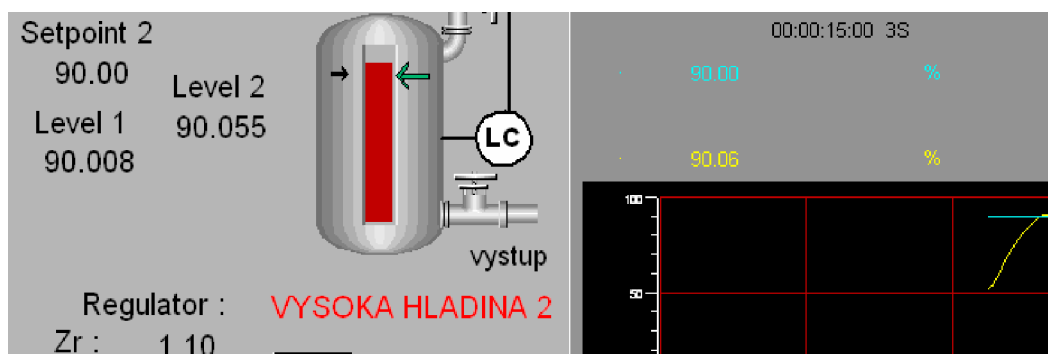 Setpoint 2
90.00
Level 2
90.055
Level 1
90.008
LC
vystup
Regulator :
VYSOKA HLADINA 2
Zr :
1.10
00:00:15:00 3S
90.00 %
90.06 %
100
50